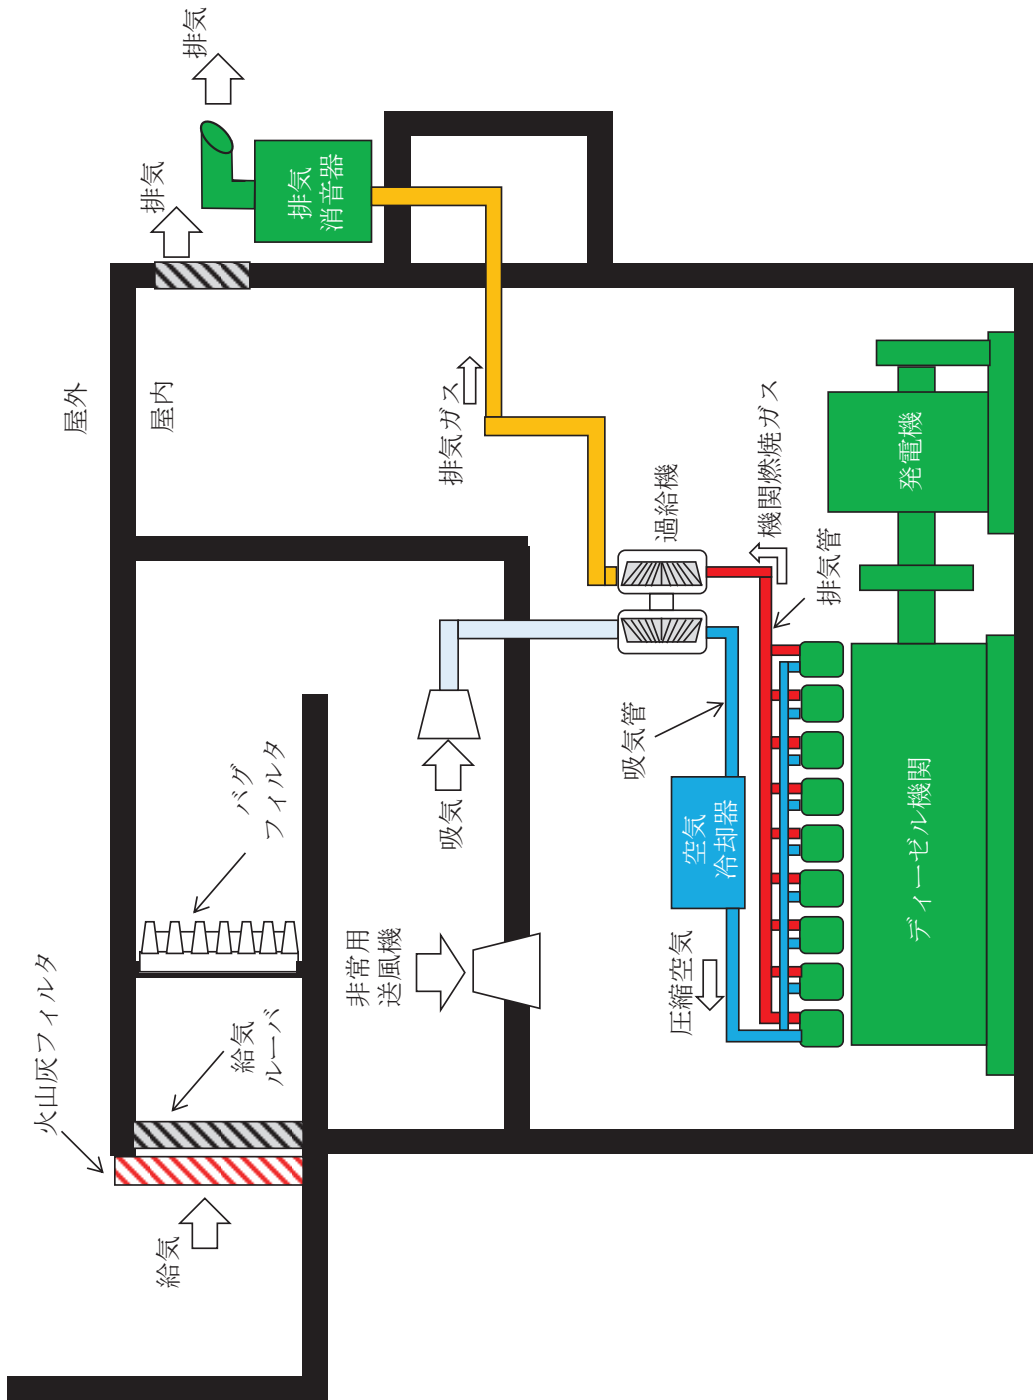 火山灰フィルタ
給気
給気
ルーバ
バグ
フィルタ
屋外
屋内
排気
排気
排気
消音器
非常用
送風機
吸気
排気ガス
過給機
吸気管
圧縮空気
空気
冷却器
機関燃焼ガス
排気管
ディーゼル機関
発電機